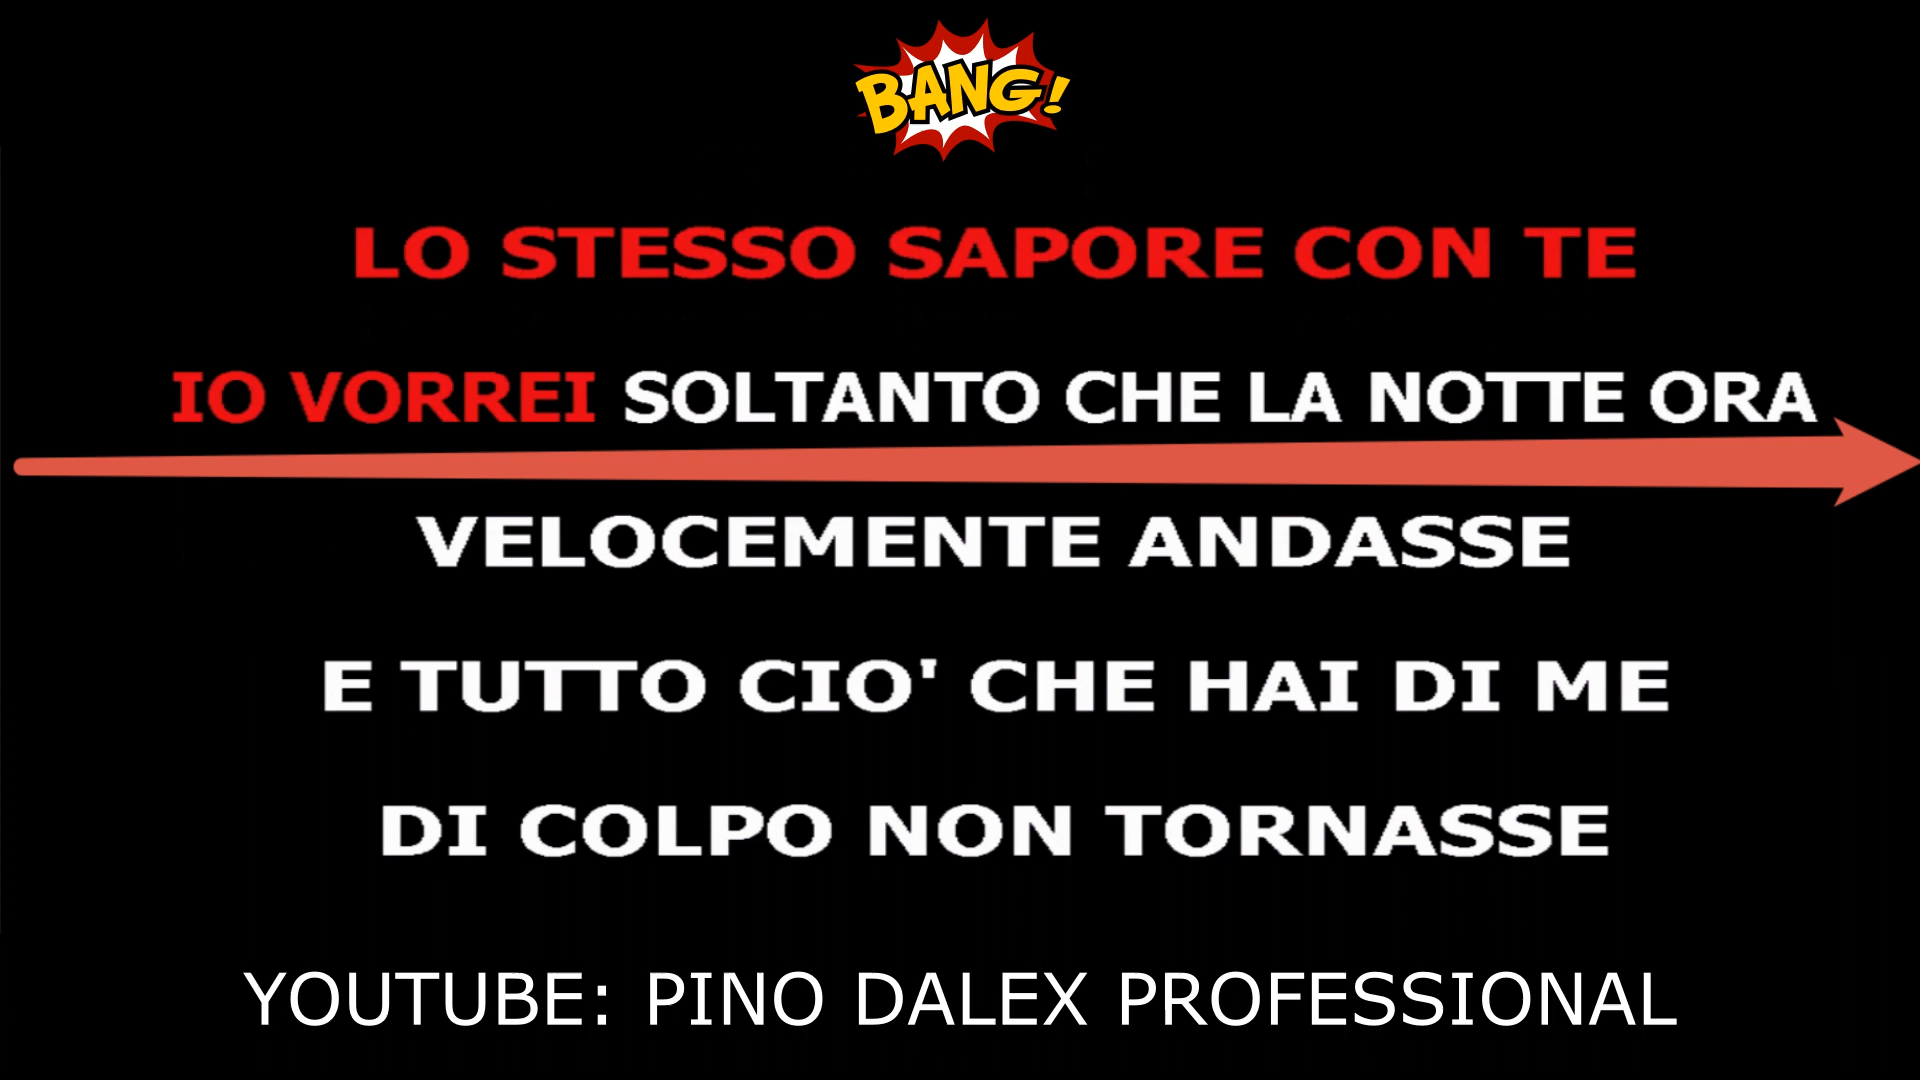 BANG!
LO STESSO SAPORE CON TE
IO VORREI SOLTANTO CHE LA NOTTE ORA
VELOCEMENTE ANDASSE
E TUTTO CIO' CHE HAI DI ME
DI COLPO NON TORNASSE
YOUTUBE: PINO DALEX PROFESSIONAL